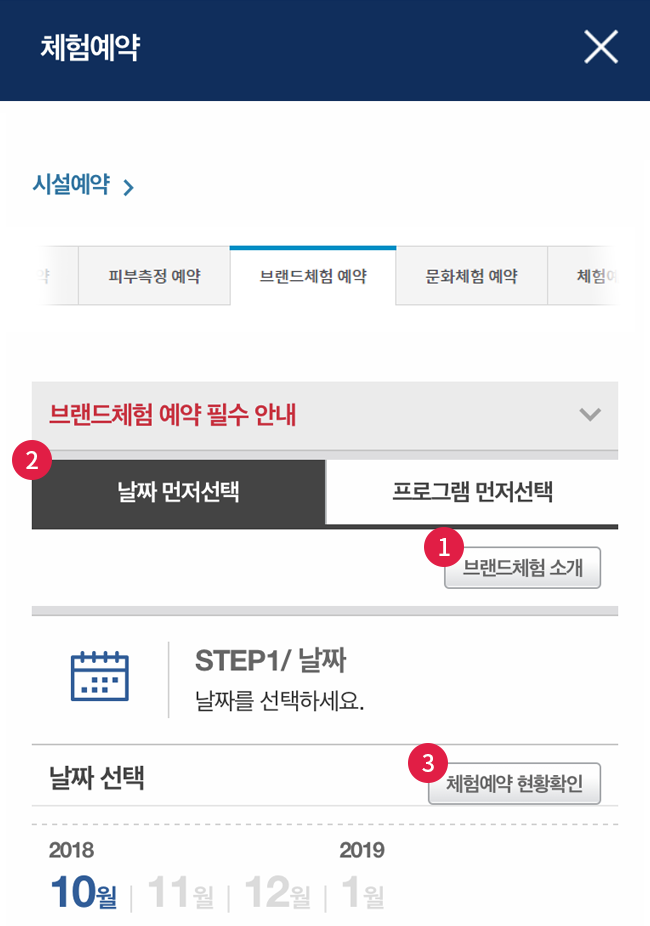 체험예약
시설예약
약 피부측정 예약 브랜드체험 예약 문화체험 예약 체험예
브랜드체험 예약 필수 안내
2
날짜 먼저선택 프로그램 먼저선택
1
브랜드체험 소개
STEP1/ 날짜
날짜를 선택하세요.
3
날짜 선택 체험예약 현황확인
2018 2019
10월 11월 12월 1월